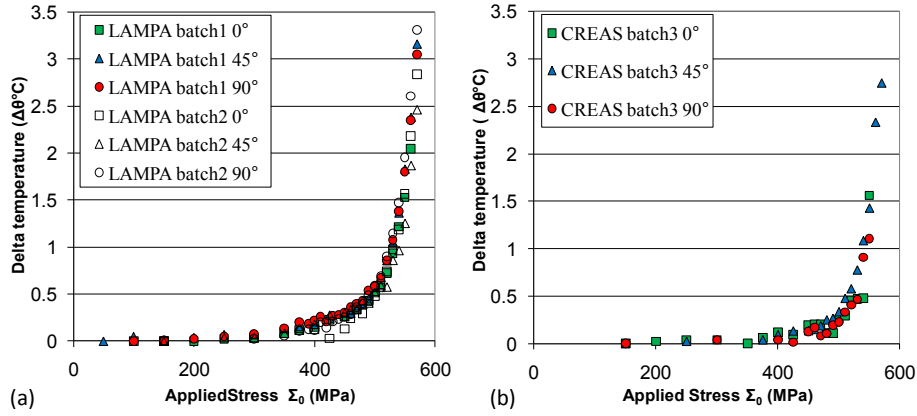 3.5
3
2.5
2
1.5
1
0.5
0
Delta temperature (Δθ°C)
LAMPA batch1 0°
LAMPA batch1 45°
LAMPA batch1 90°
LAMPA batch2 0°
LAMPA batch2 45°
LAMPA batch2 90°
0 200 400 600
AppliedStress Σ0 (MPa)
(a)
3.5
3
2.5
2
1.5
1
0.5
0
Delta temperature ( Δθ°C)
CREAS batch3 0°
CREAS batch3 45°
CREAS batch3 90°
0 200 400 600
Applied Stress Σ0 (MPa)
(b)